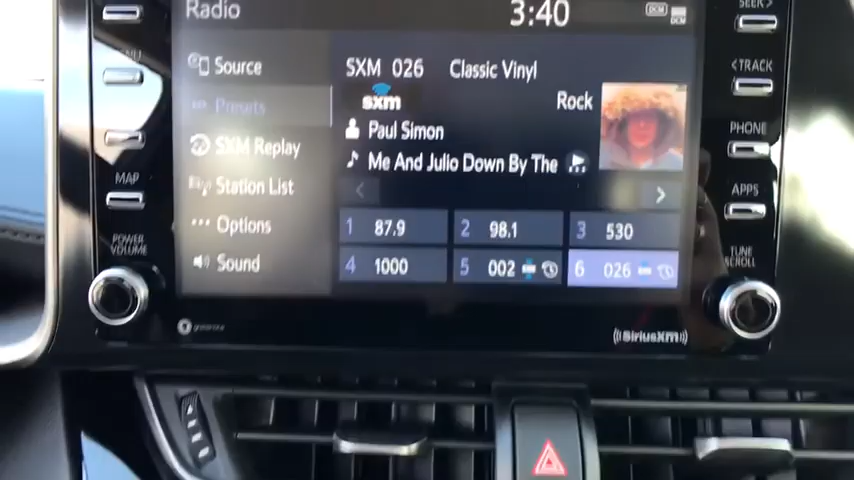 Radio 3:40 DCM DCM
SEEK>
Source
SXM 026 Classic Vinyl
<TRACK
Presets
sxm Rock
Paul Simon
PHONE
SXM Replay
Me And Julio Down By The
MAP
Station List
APPS
Options
1 87.9 2 98.1 3 530
POWER
VOLUME
TUNE
SCROLL
Sound
4 1000 5 002 6 026
((SiriusXM))